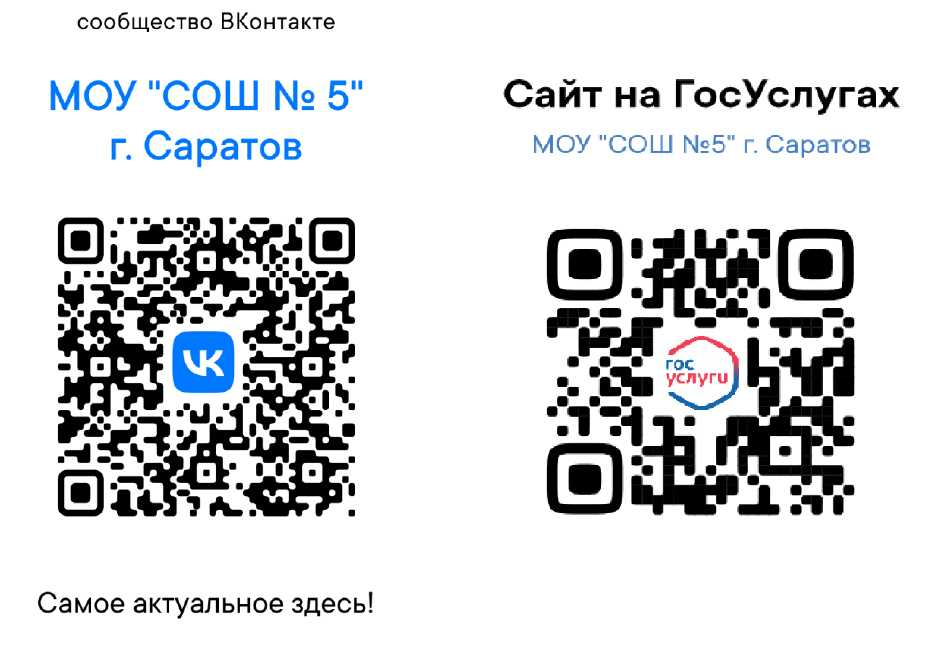 сообщество ВКонтакте
МОУ "СОШ № 5"
г. Саратов
Самое актуальное здесь!
Сайт на ГосУслугах
МОУ "СОШ №5" г. Саратов
гос
услуги